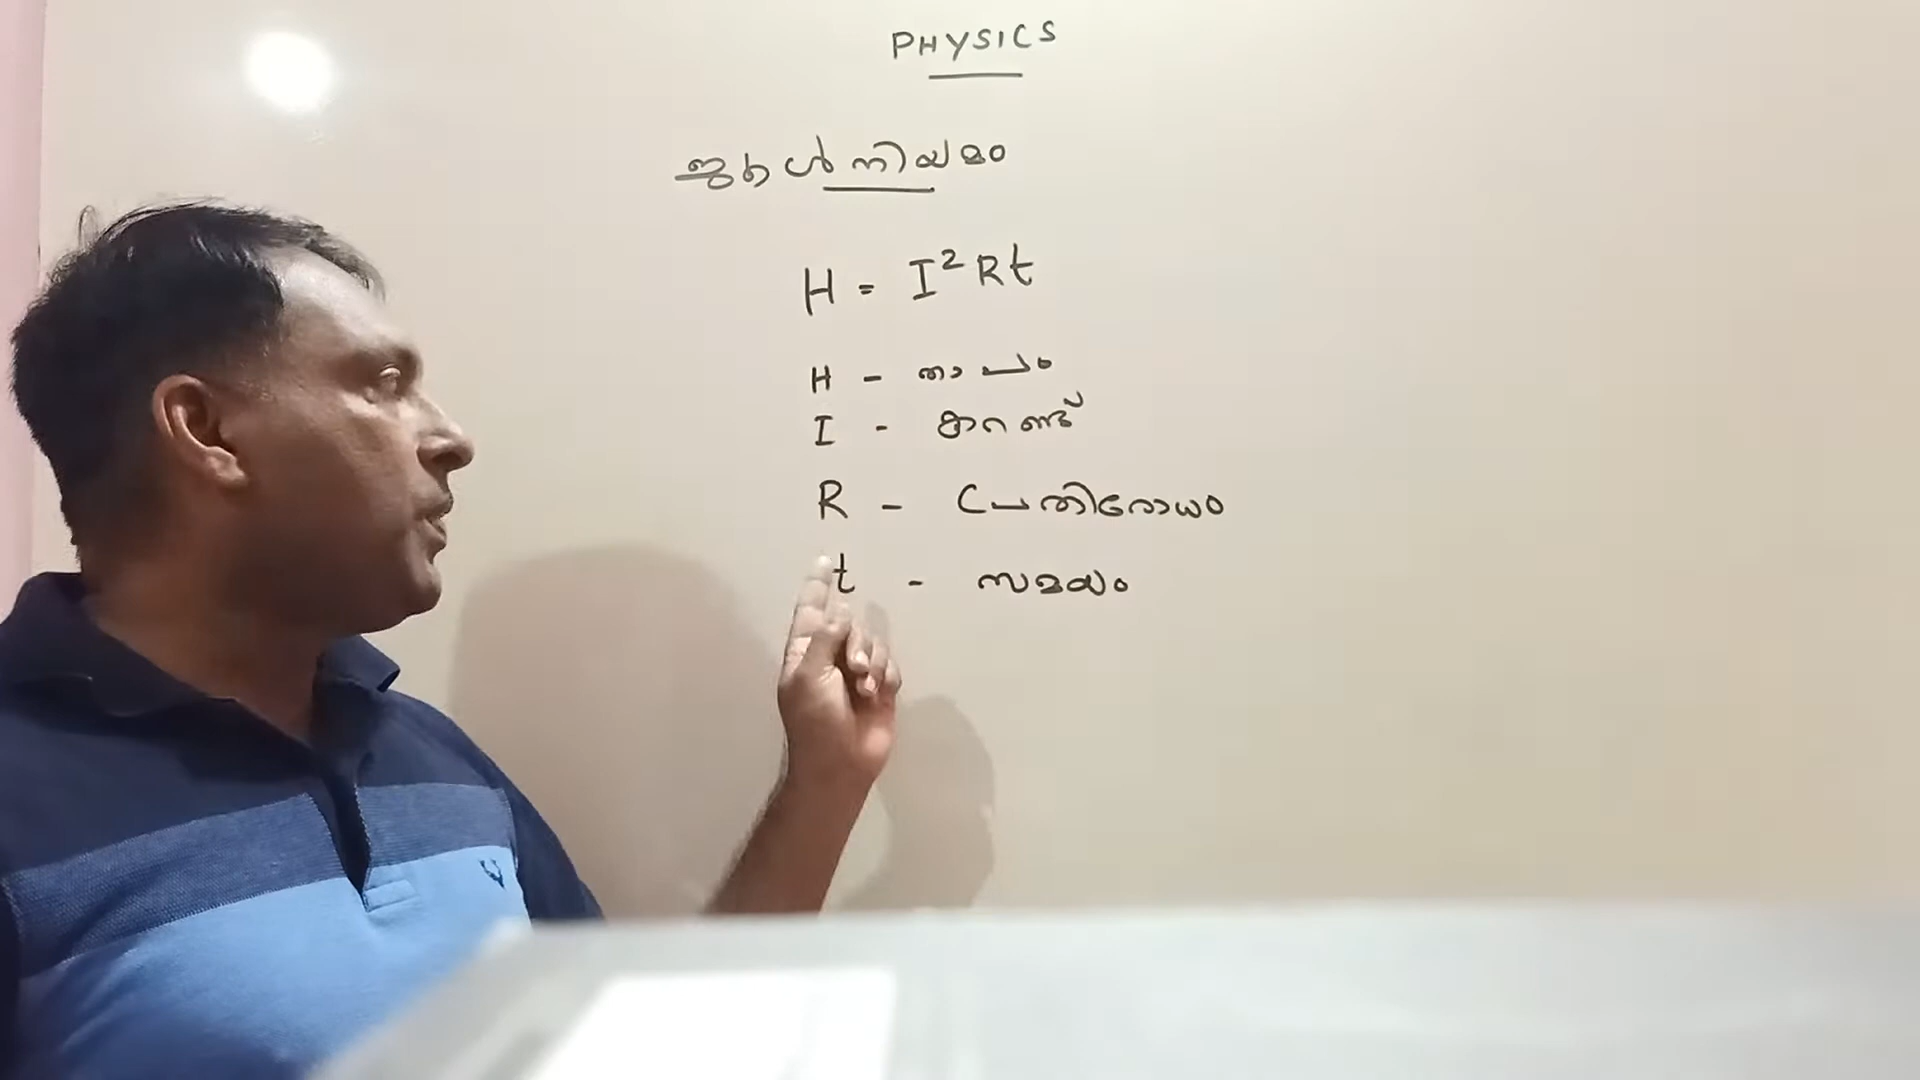 PHYSICS
ജൂൾ നിയമം
H = I²Rt
H - താപം
I - കറണ്ട്
R - പ്രതിരോധം
t - സമയം